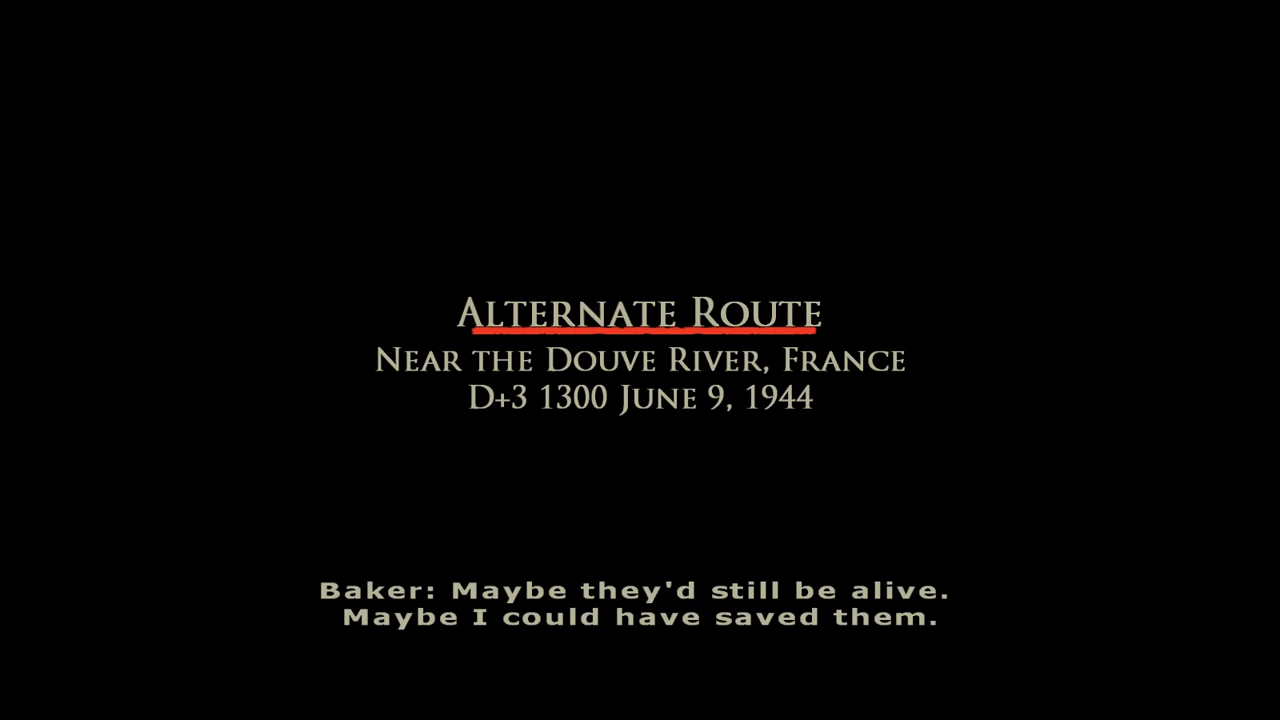 Alternate Route
Near the Douve River, France
D+3 1300 June 9, 1944
Baker: Maybe they'd still be alive.
Maybe I could have saved them.